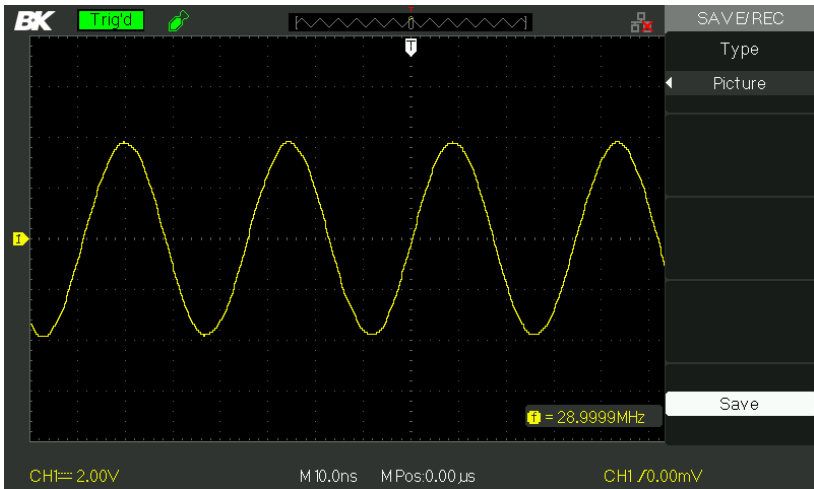 BK Trig'd T SAVE/REC
T
Type
Picture
1
Save
f = 28.9999MHz
CH1 2.00V M 10.0ns M Pos:0.00µs CH1 0.00mV